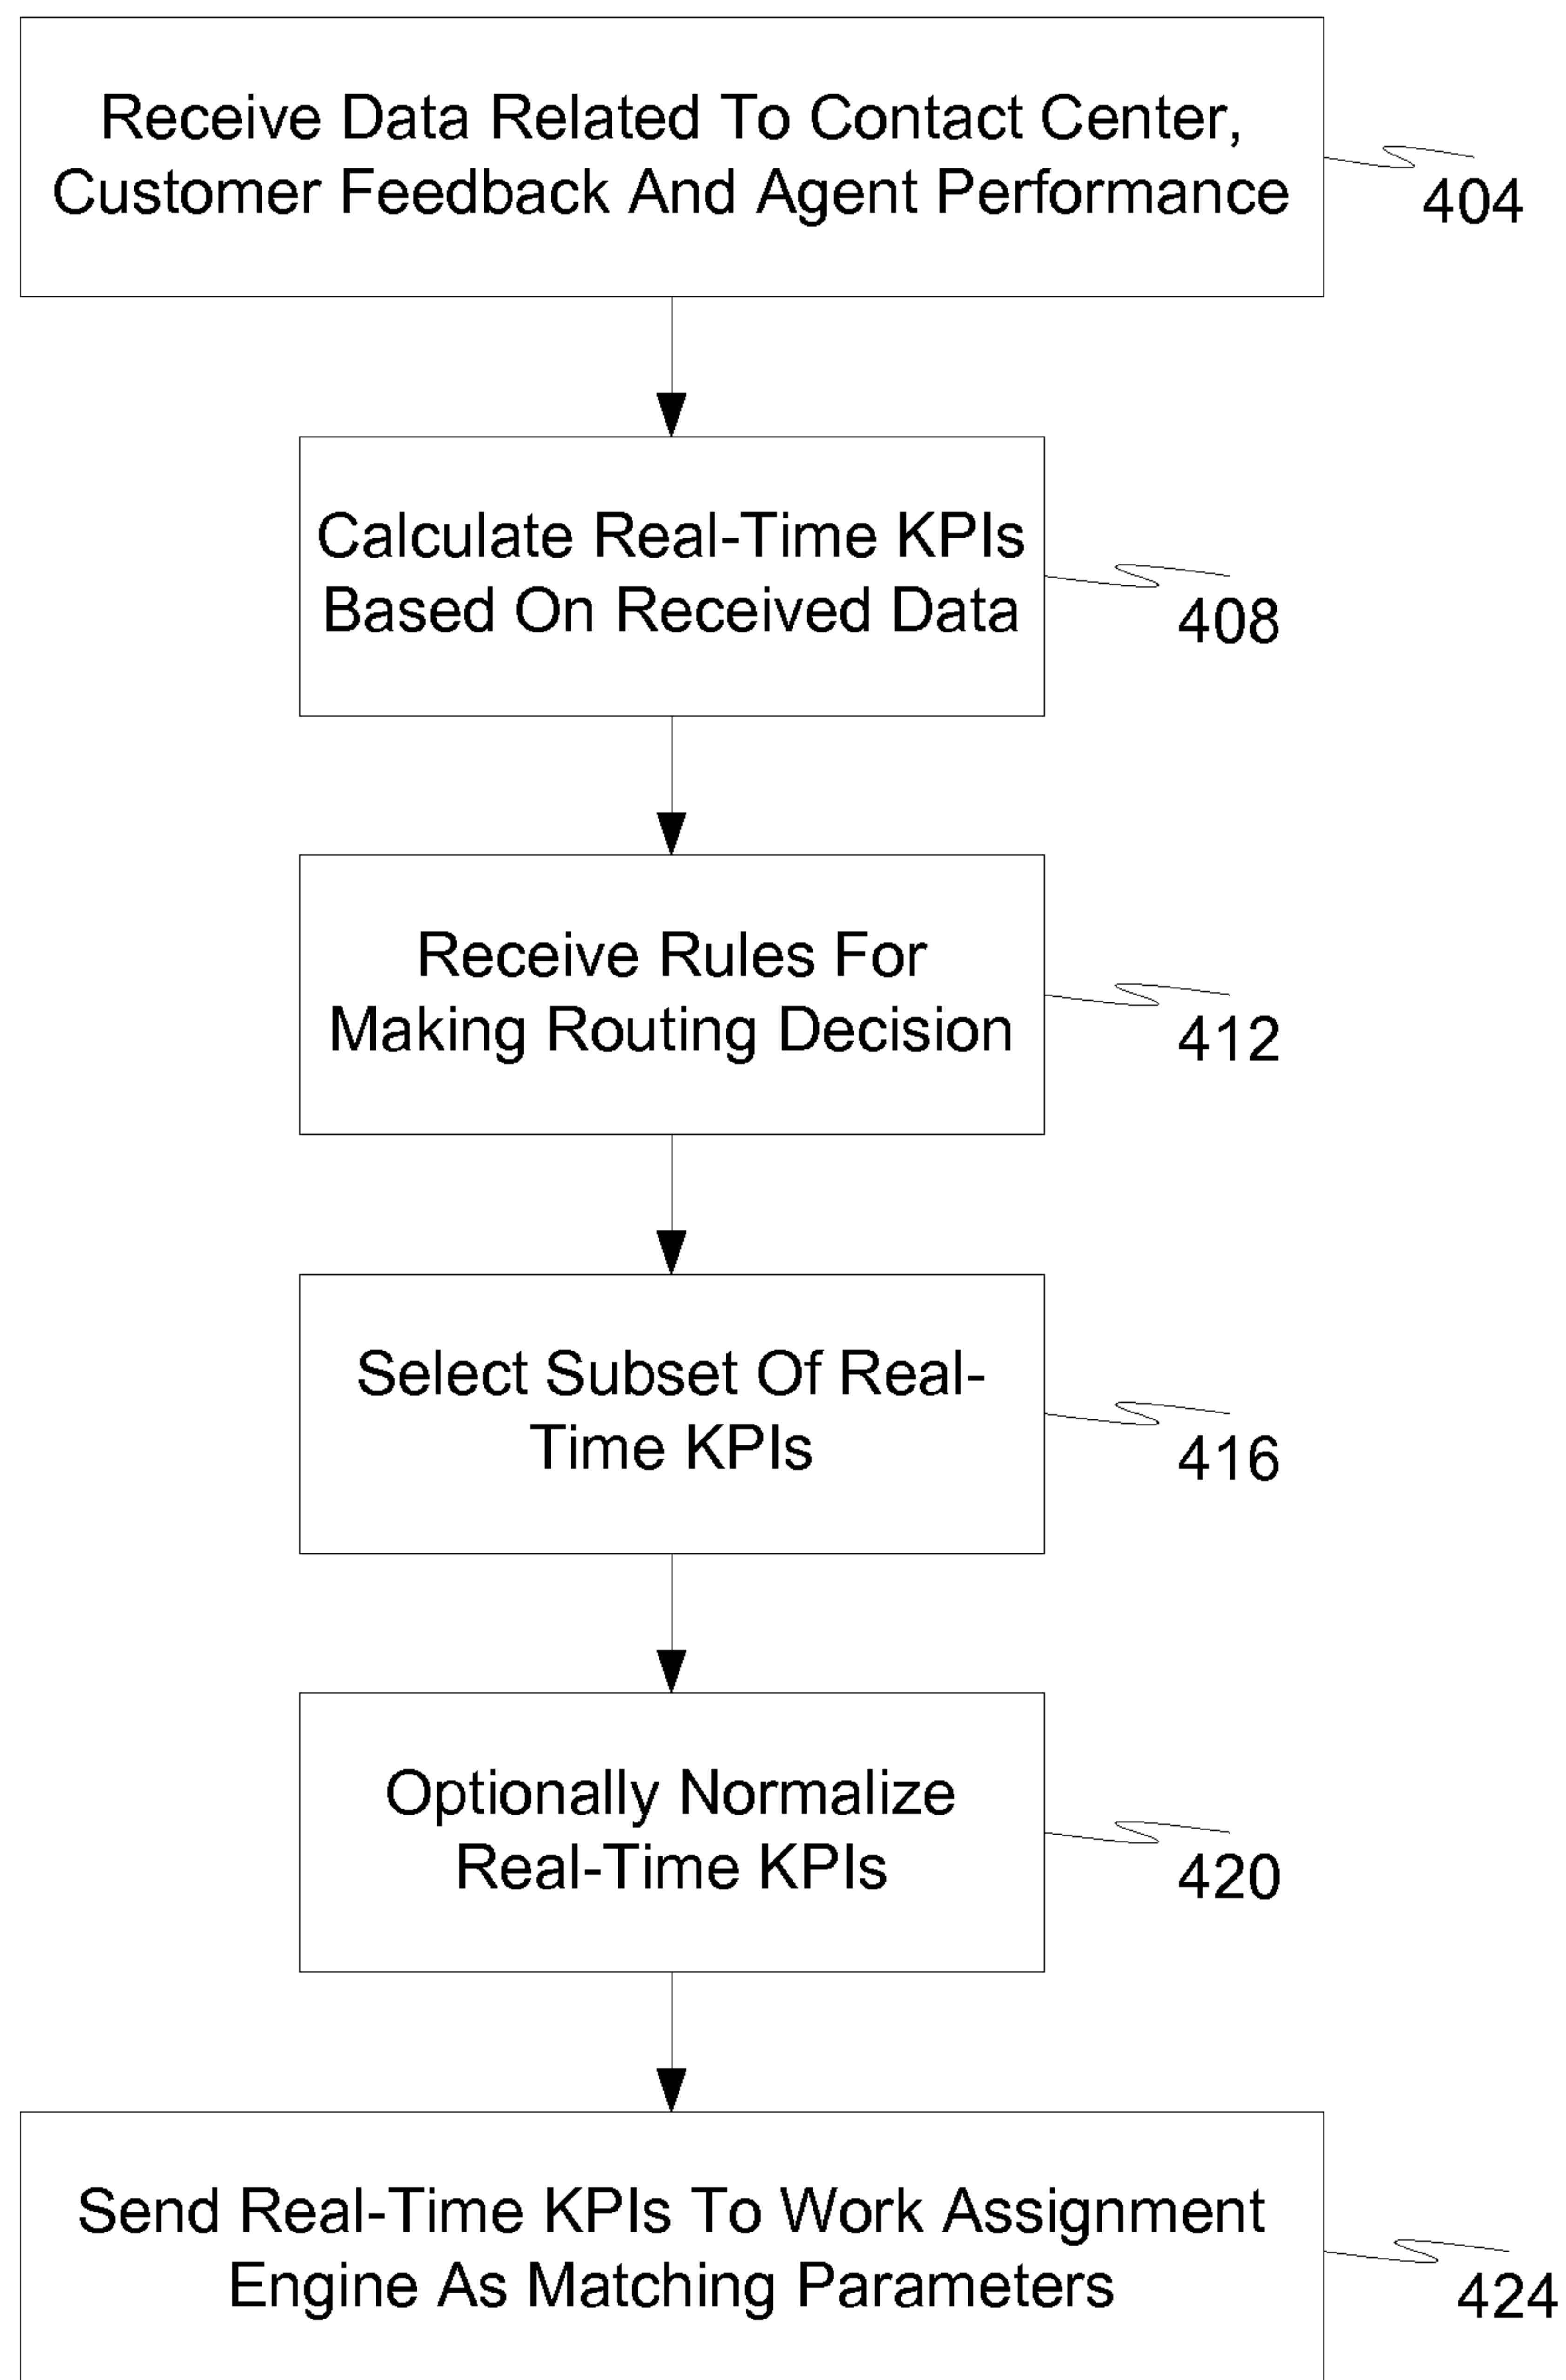 Receive Data Related To Contact Center,
Customer Feedback And Agent Performance
404
Calculate Real-Time KPIs
Based On Received Data
408
Receive Rules For
Making Routing Decision
412
Select Subset Of Real-
Time KPIs
416
Optionally Normalize
Real-Time KPIs
420
Send Real-Time KPIs To Work Assignment
Engine As Matching Parameters
424